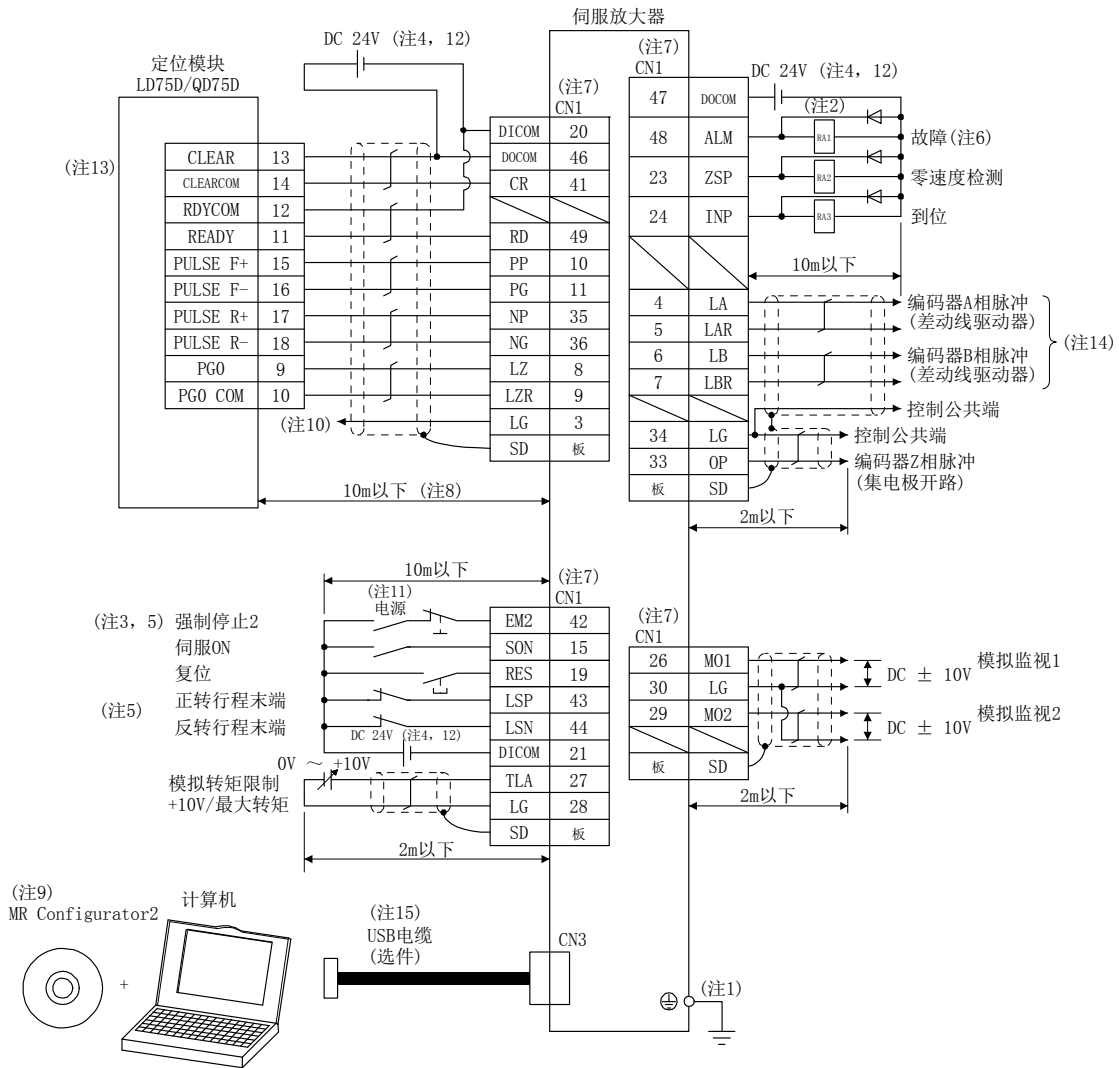 伺服放大器
DC 24V (注4，12)
定位模块
LD75D/QD75D
(注13)
CLEAR 13
CLEARCOM 14
RDYCOM 12
READY 11
PULSE F+ 15
PULSE F- 16
PULSE R+ 17
PULSE R- 18
PG0 9
PG0 COM 10
(注10)
(注7)
CN1
DICOM 20
DOCOM 46
CR 41
RD 49
PP 10
PG 11
NP 35
NG 36
LZ 8
LZR 9
LG 3
SD 板
10m以下 (注8)
(注7)
CN1
DC 24V (注4，12)
47 DOCOM
(注2)
48 ALM RA1 故障(注6)
23 ZSP RA2 零速度检测
24 INP RA3 到位
10m以下
4 LA 编码器A相脉冲
5 LAR (差动线驱动器)
6 LB 编码器B相脉冲
7 LBR (差动线驱动器)
(注14)
控制公共端
34 LG 控制公共端
33 OP 编码器Z相脉冲
(集电极开路)
板 SD
2m以下
10m以下
(注7)
CN1
(注11)
电源
(注3，5) 强制停止2 EM2 42
伺服ON SON 15
复位 RES 19
(注5)
正转行程末端 LSP 43
反转行程末端 LSN 44
DC 24V (注4，12)
DICOM 21
0V ～ +10V
模拟转矩限制 TLA 27
+10V/最大转矩 LG 28
SD 板
2m以下
(注7)
CN1
26 MO1 模拟监视1
30 LG DC ± 10V
29 MO2 模拟监视2
DC ± 10V
板 SD
2m以下
(注9)
MR Configurator2
计算机
+
(注15)
USB电缆
(选件)
CN3
(注1)